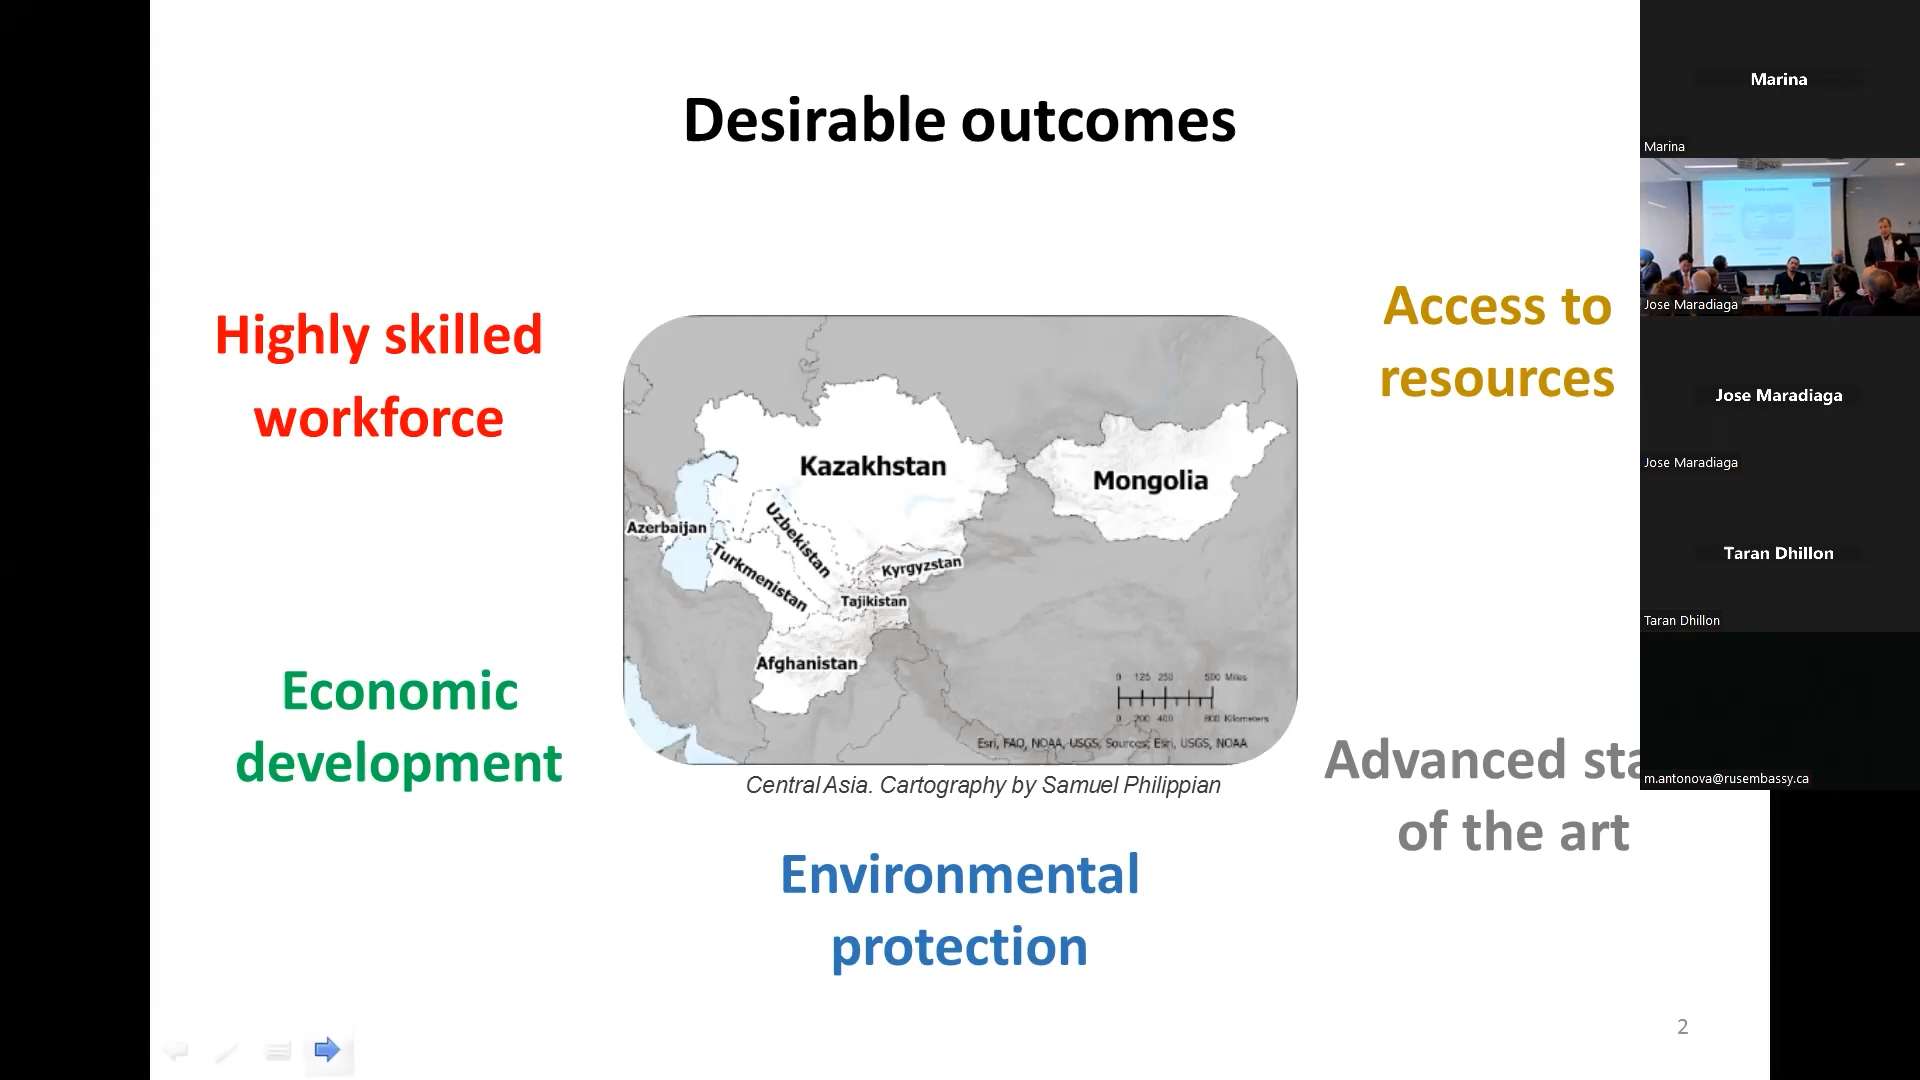 Desirable outcomes
Highly skilled
workforce
Access to
resources
Kazakhstan
Mongolia
Azerbaijan
Uzbekistan
Turkmenistan
Kyrgyzstan
Tajikistan
Afghanistan
0 125 250 500 Miles
0 200 400 800 Kilometers
Esri, FAO, NOAA, USGS, Sources: Esri, USGS, NOAA
Central Asia. Cartography by Samuel Philippian
Economic
development
Advanced sta
of the art
Environmental
protection
2
Marina
Marina
Jose Maradiaga
Jose Maradiaga
Jose Maradiaga
Taran Dhillon
Taran Dhillon
m.antonova@rusembassy.ca